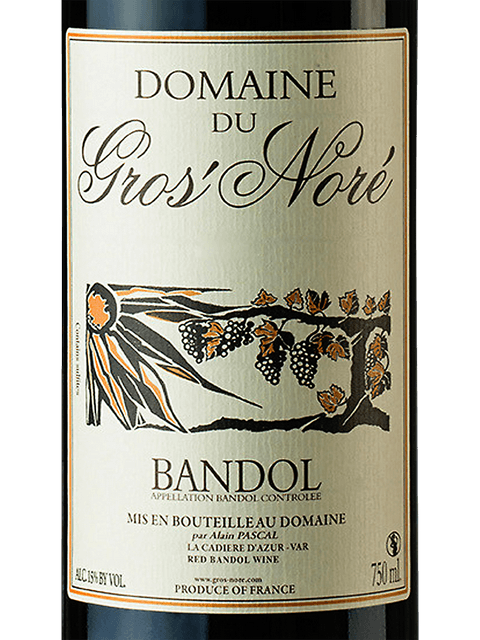 DOMAINE
DU
Gros' Noré
Contains sulfites
BANDOL
APPELLATION BANDOL CONTROLEE
MIS EN BOUTEILLE AU DOMAINE
par Alain PASCAL
LA CADIERE D'AZUR - VAR
RED BANDOL WINE
ALC. 15% BY VOL.
www.gros-nore.com
PRODUCE OF FRANCE
750 mL